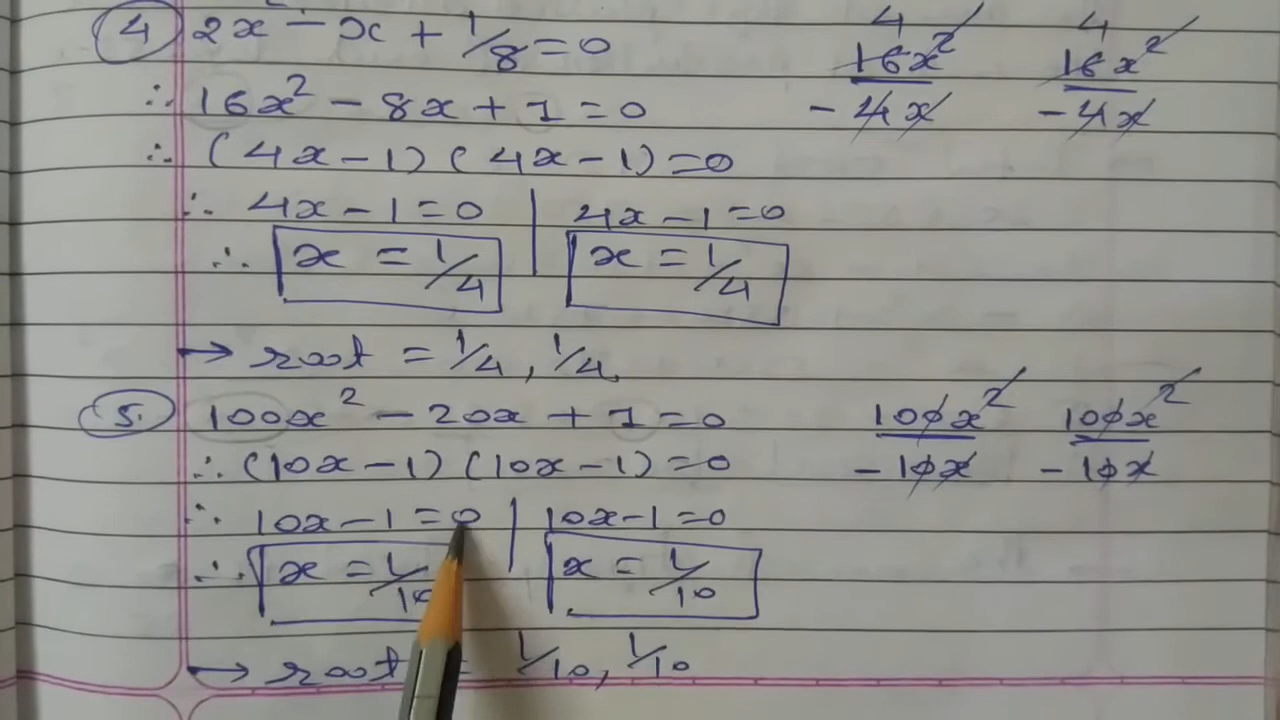 4 2x² - x + 1/8 = 0
4 4
16x² 16x²
∴ 16x² - 8x + 1 = 0
-4x -4x
∴ (4x-1) (4x-1) = 0
∴ 4x-1=0 | 4x-1=0
∴ x = 1/4 | x = 1/4
→ root = 1/4, 1/4.
5. 100x² - 20x + 1 = 0 100x² 100x²
∴ (10x-1) (10x-1) = 0 -10x -10x
∴ 10x-1=0 | 10x-1=0
∴ x = 1/10 | x = 1/10
→ root = 1/10, 1/10